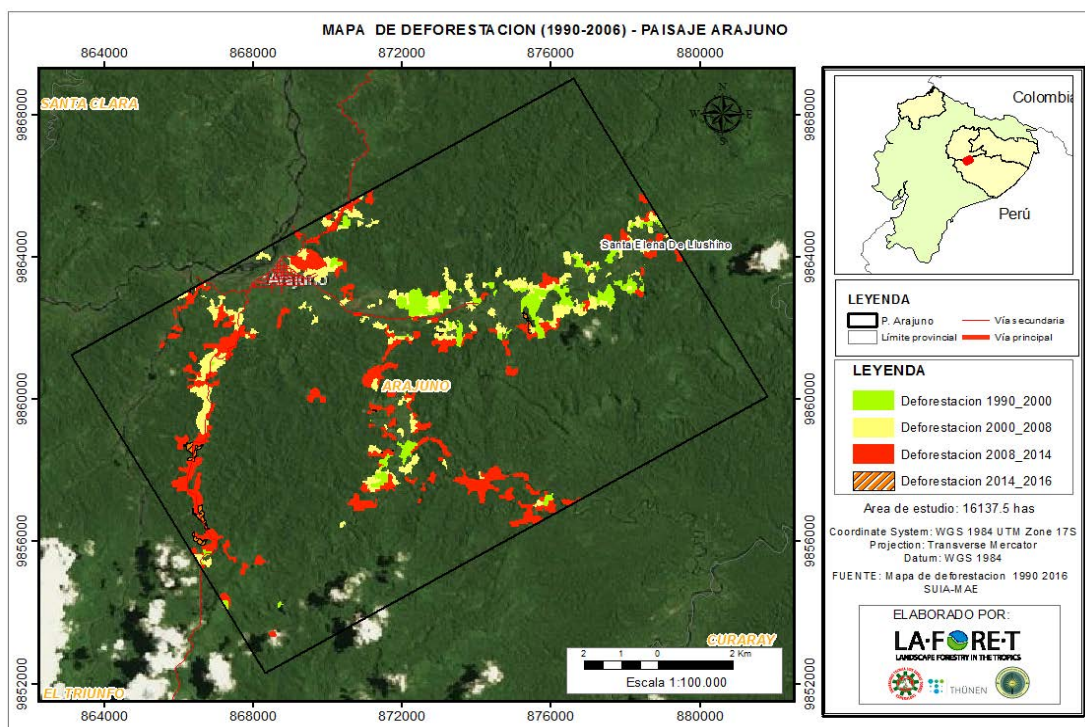 MAPA DE DEFORESTACION (1990-2006) - PAISAJE ARAJUNO
864000 868000 872000 876000 880000
9868000
9864000
9860000
9856000
9852000
SANTA CLARA
N
W E
S
Santa Elena De Llushino
Arajuno
ARAJUNO
CURARAY
EL TRIUNFO
2 1 0 2 Km
Escala 1:100.000
864000 868000 872000 876000 880000
9868000
9864000
9860000
9856000
9852000
Colombia
Perú
LEYENDA
P. Arajuno
Vía secundaria
Límite provincial
Vía principal
LEYENDA
Deforestacion 1990_2000
Deforestacion 2000_2008
Deforestacion 2008_2014
Deforestacion 2014_2016
Area de estudio: 16137.5 has
Coordinate System: WGS 1984 UTM Zone 17S
Projection: Transverse Mercator
Datum: WGS 1984
FUENTE: Mapa de deforestacion 1990 2016
SUIA-MAE
ELABORADO POR:
LA·FORET
LANDSCAPE FORESTRY IN THE TROPICS
THÜNEN